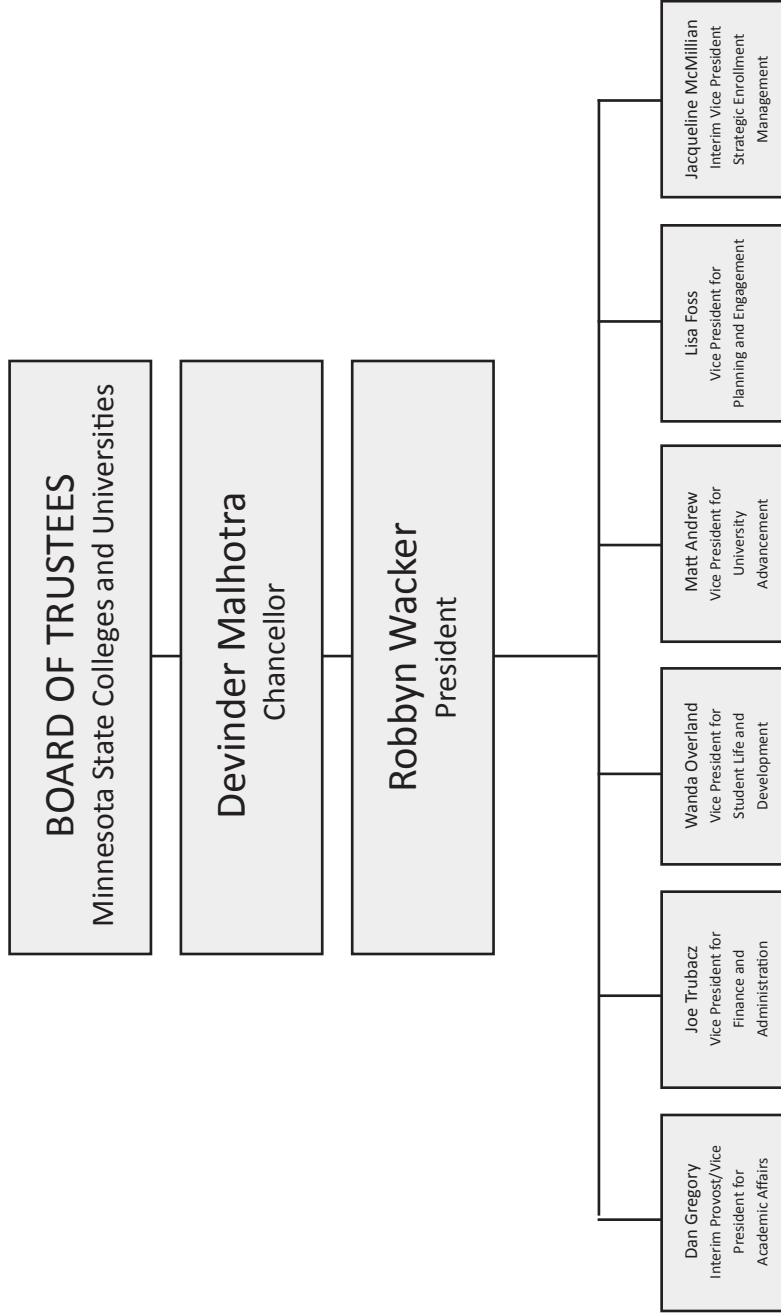 BOARD OF TRUSTEES
Minnesota State Colleges and Universities
Devinder Malhotra
Chancellor
Robbyn Wacker
President
Dan Gregory
Interim Provost/Vice
President for
Academic Affairs
Joe Trubacz
Vice President for
Finance and
Administration
Wanda Overland
Vice President for
Student Life and
Development
Matt Andrew
Vice President for
University
Advancement
Lisa Foss
Vice President for
Planning and Engagement
Jacqueline McMillian
Interim Vice President
Strategic Enrollment
Management